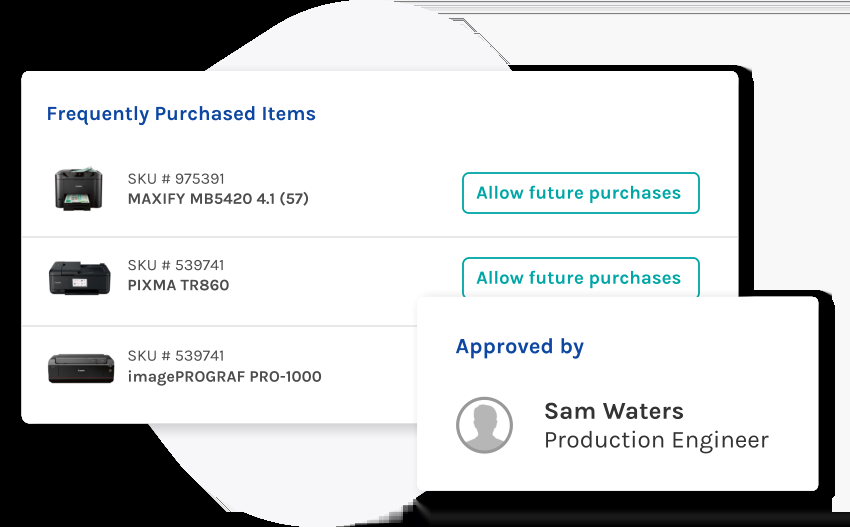 Frequently Purchased Items
SKU # 975391
MAXIFY MB5420 4.1 (57)
Allow future purchases
SKU # 539741
PIXMA TR860
Allow future purchases
SKU # 539741
imagePROGRAF PRO-1000
Approved by
Sam Waters
Production Engineer